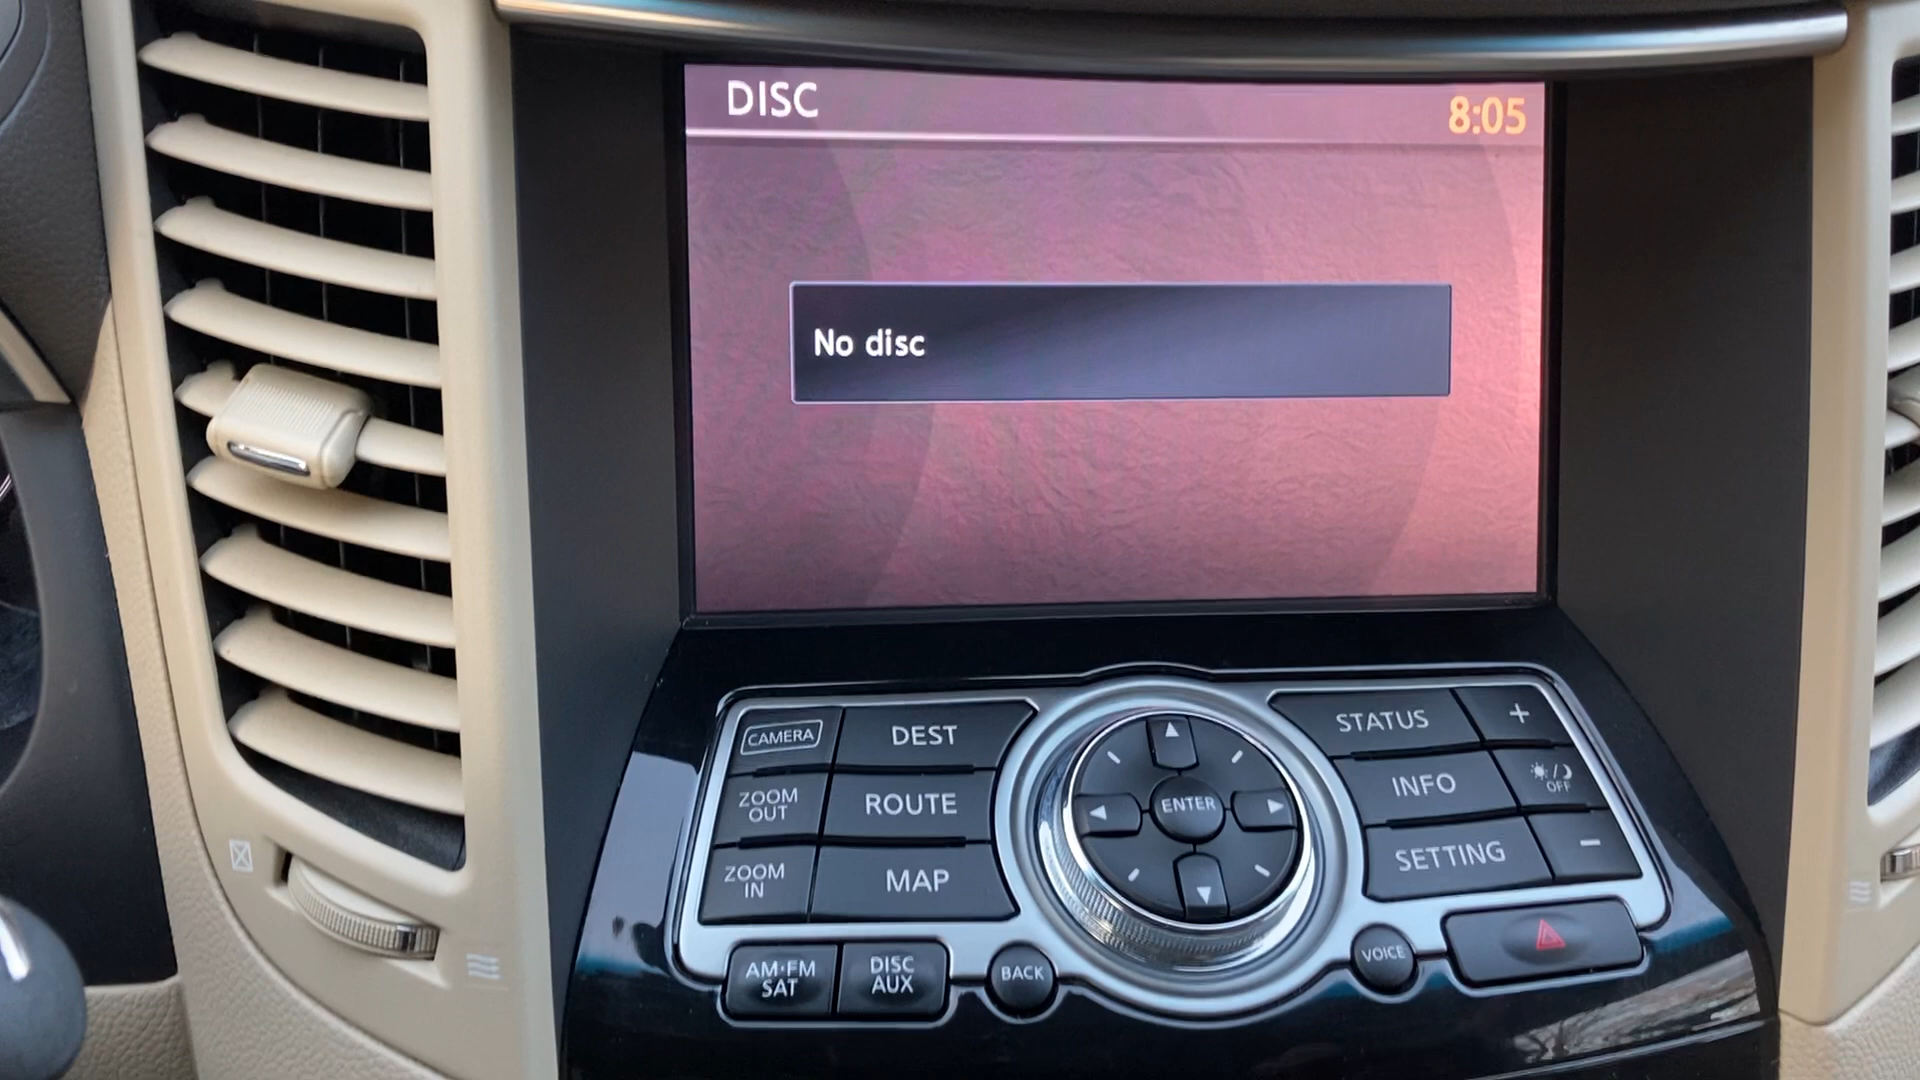 DISC
8:05
No disc
CAMERA
DEST
ZOOM
OUT
ROUTE
ZOOM
IN
MAP
ENTER
STATUS
+
INFO
OFF
SETTING
−
AM·FM
SAT
DISC
AUX
BACK
VOICE